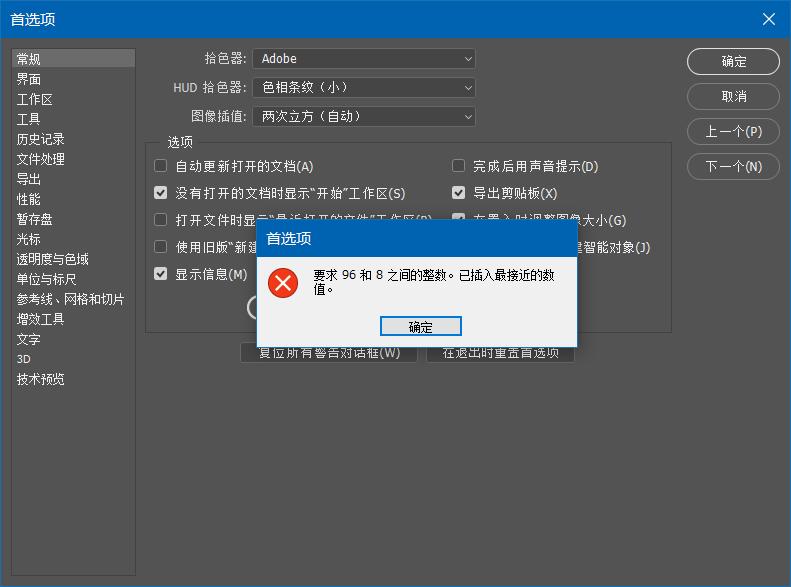 首选项
常规
界面
工作区
工具
历史记录
文件处理
导出
性能
暂存盘
光标
透明度与色域
单位与标尺
参考线、网格和切片
增效工具
文字
3D
技术预览
拾色器: Adobe
HUD 拾色器: 色相条纹（小）
图像插值: 两次立方（自动）
选项
自动更新打开的文档(A)
完成后用声音提示(D)
没有打开的文档时显示“开始”工作区(S)
导出剪贴板(X)
打开文件时显示“最近打开的文件”工作区(R)
在置入时调整图像大小(G)
使用旧版“新建
智能对象(J)
显示信息(M)
复位所有警告对话框(W)
在退出时重置首选项
确定
取消
上一个(P)
下一个(N)
首选项
要求 96 和 8 之间的整数。已插入最接近的数
值。
确定